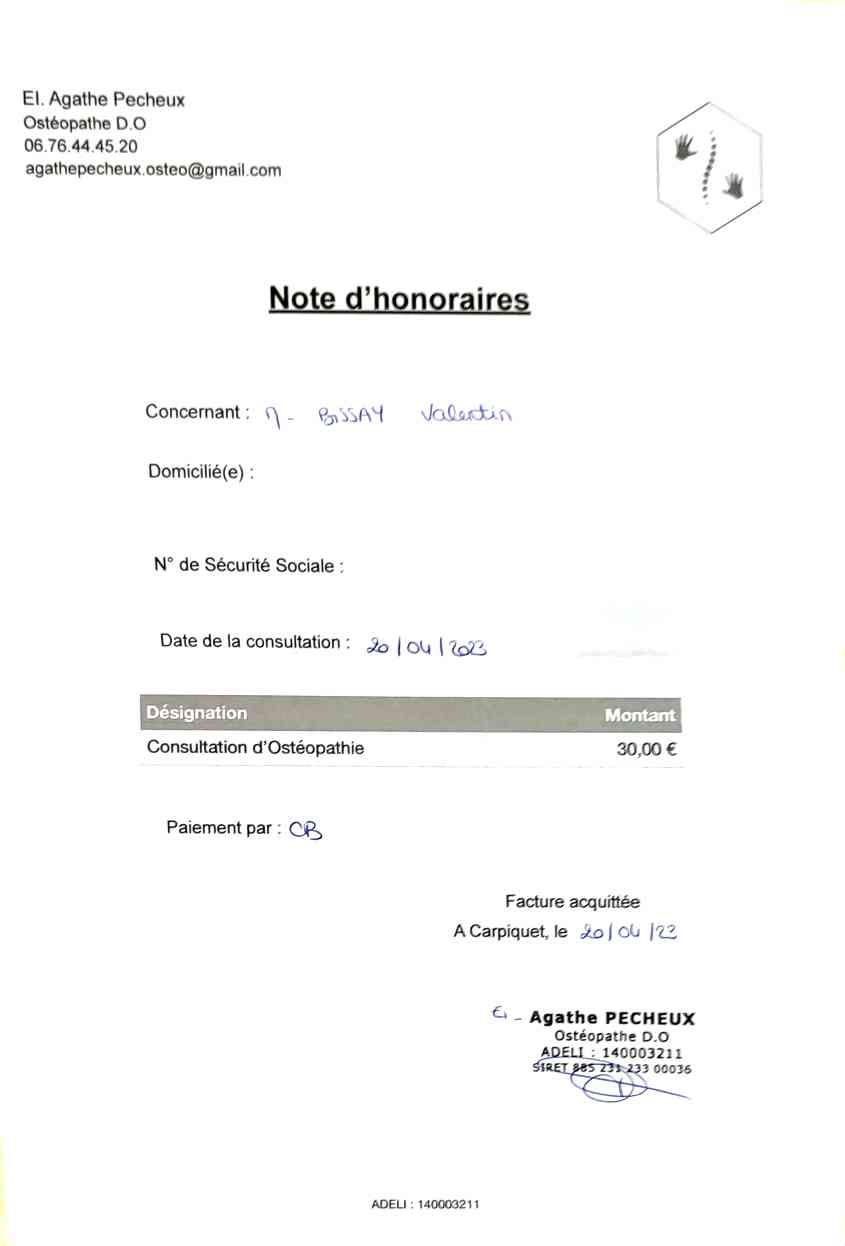 EI. Agathe Pecheux
Ostéopathe D.O
06.76.44.45.20
agathepecheux.osteo@gmail.com
Note d'honoraires
Concernant : M - BISSAY Valentin
Domicilié(e) :
N° de Sécurité Sociale :
Date de la consultation : 20/04/2023
Désignation Montant
Consultation d'Ostéopathie 30,00 €
Paiement par : CB
Facture acquittée
A Carpiquet, le 20/04/23
EI - Agathe PECHEUX
Ostéopathe D.O
ADELI : 140003211
SIRET 885 231 233 00036
ADELI : 140003211